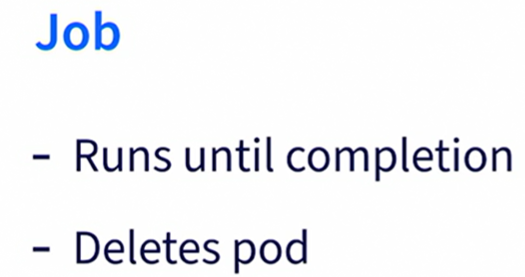 Job
- Runs until completion
- Deletes pod